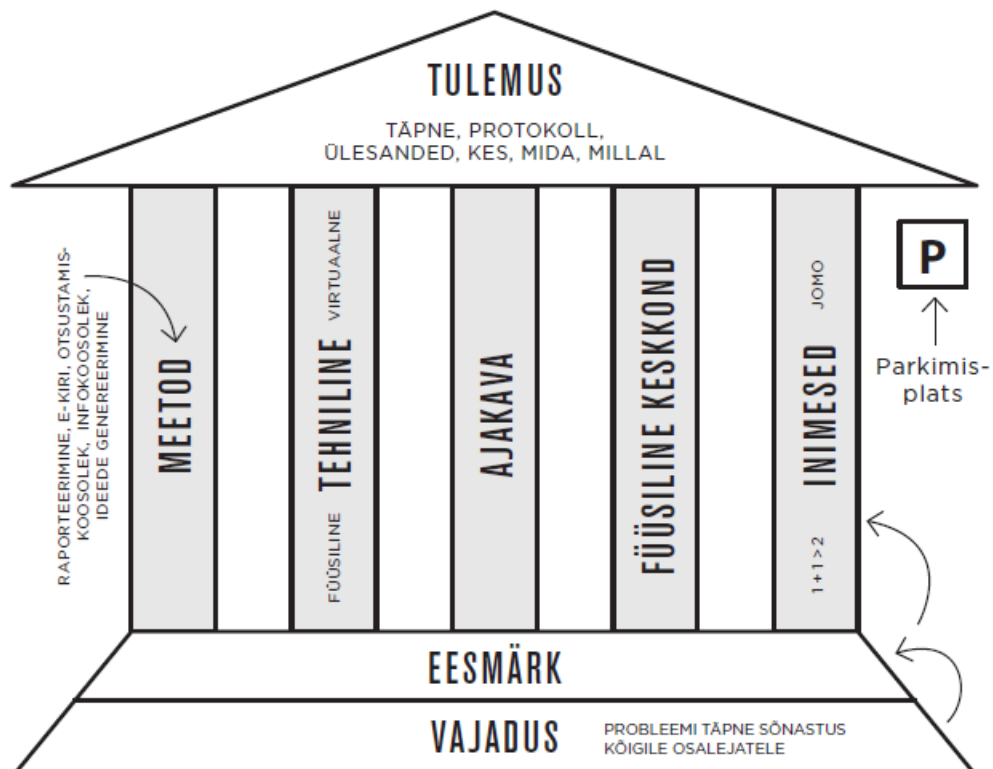 TULEMUS
TÄPNE, PROTOKOLL,
ÜLESANDED, KES, MIDA, MILLAL
RAPORTEERIMINE, E-KIRI, OTSUSTAMIS-
KOOSOLEK, INFOKOOSOLEK,
IDEEDE GENEREERIMINE
MEETOD
FÜÜSILINE TEHNILINE VIRTUAALNE
AJAKAVA
FÜÜSILINE KESKKOND
1+1>2 INIMESED JOMO
P
Parkimis-
plats
EESMÄRK
VAJADUS
PROBLEEMI TÄPNE SÕNASTUS
KÕIGILE OSALEJATELE